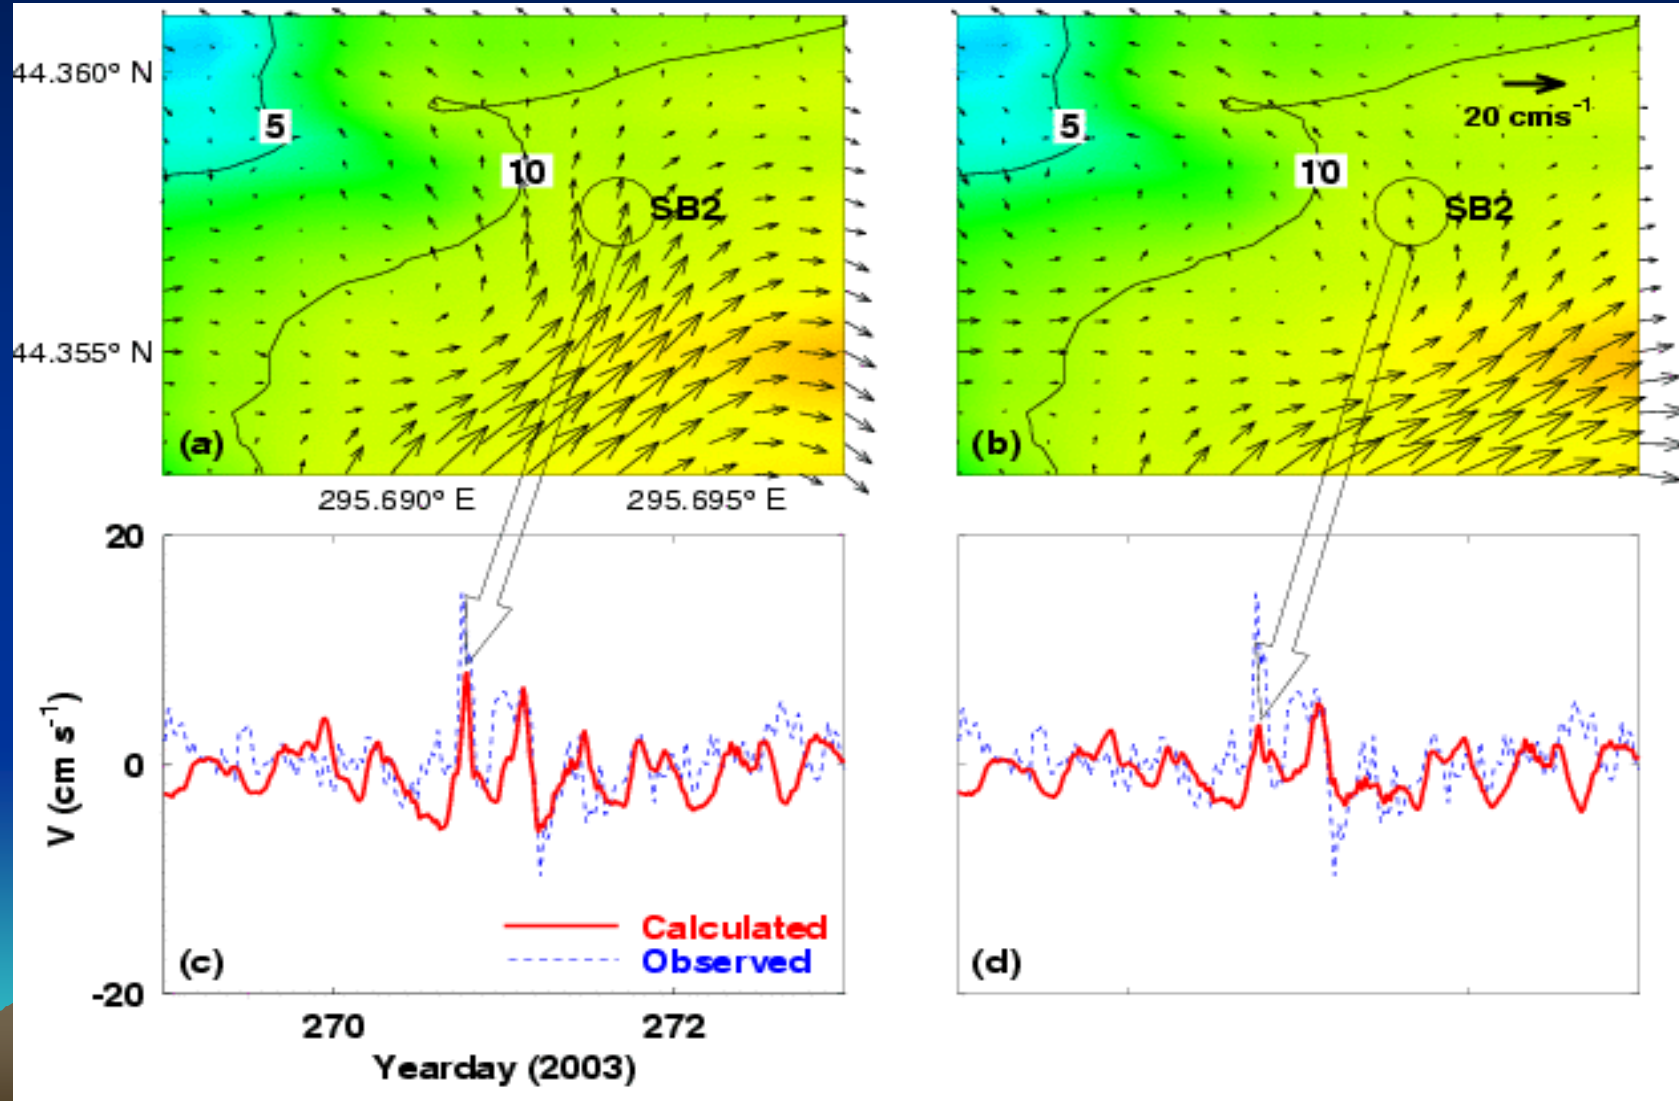 44.360° N
5
10
SB2
44.355° N
(a)
295.690° E
295.695° E
20 cms⁻¹
5
10
SB2
(b)
20
0
-20
V (cm s⁻¹)
Calculated
Observed
(c)
270
272
Yearday (2003)
(d)